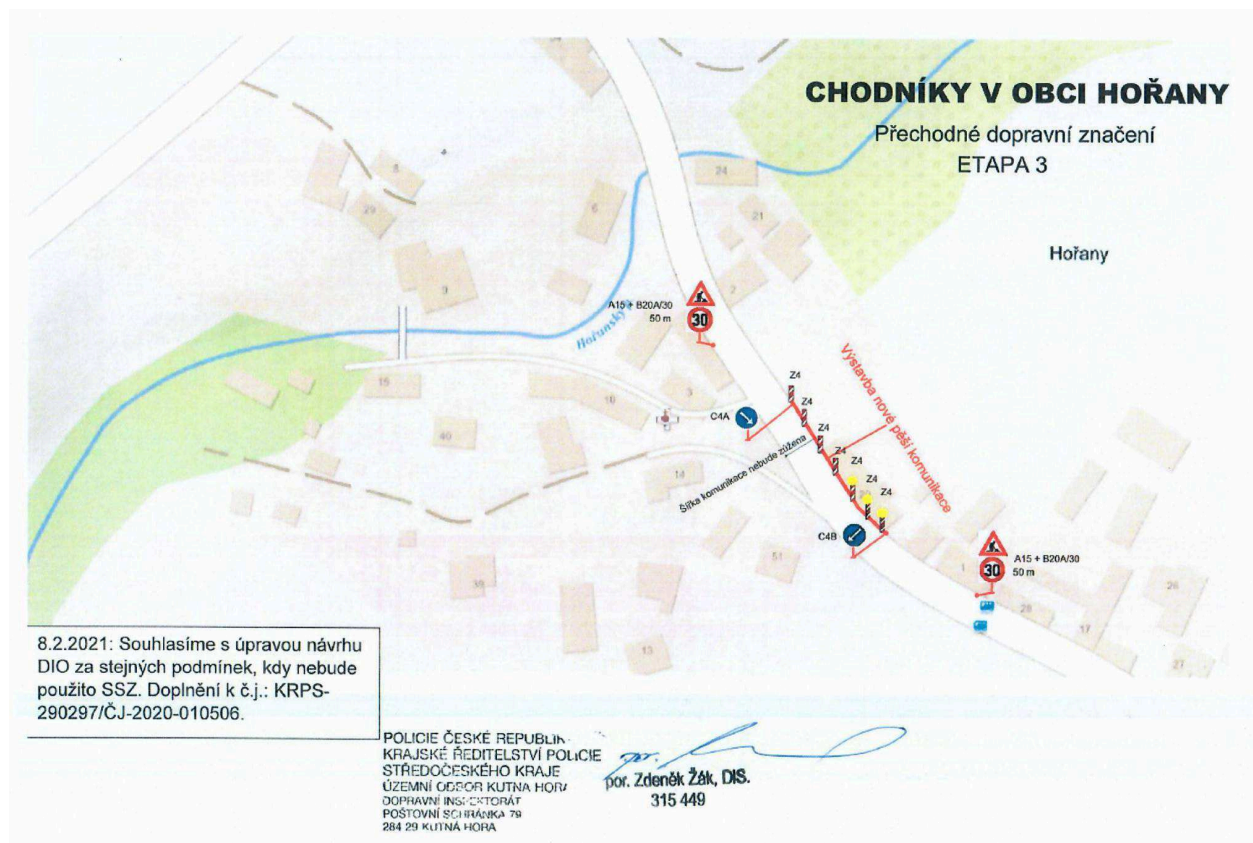 CHODNÍKY V OBCI HOŘANY
Přechodné dopravní značení
ETAPA 3
Hořany
8
29
6
24
21
9
2
A15 + B20A/30
50 m
30
Hořanský
Výstavba nové pěší komunikace
Z4
Z4
Z4
Z4
Z4
Z4
Z4
C4A
Šířka komunikace nebude zúžena
15
10
3
40
14
C4B
51
39
13
A15 + B20A/30
50 m
30
1
28
26
17
27
8.2.2021: Souhlasíme s úpravou návrhu
DIO za stejných podmínek, kdy nebude
použito SSZ. Doplnění k č.j.: KRPS-
290297/ČJ-2020-010506.
POLICIE ČESKÉ REPUBLIK
KRAJSKÉ ŘEDITELSTVÍ POLICIE
STŘEDOČESKÉHO KRAJE
ÚZEMNÍ ODBOR KUTNA HORA
DOPRAVNÍ INSPEKTORÁT
POŠTOVNÍ SCHRÁNKA 79
284 29 KUTNÁ HORA
por. Zdeněk Žák, DiS.
315 449